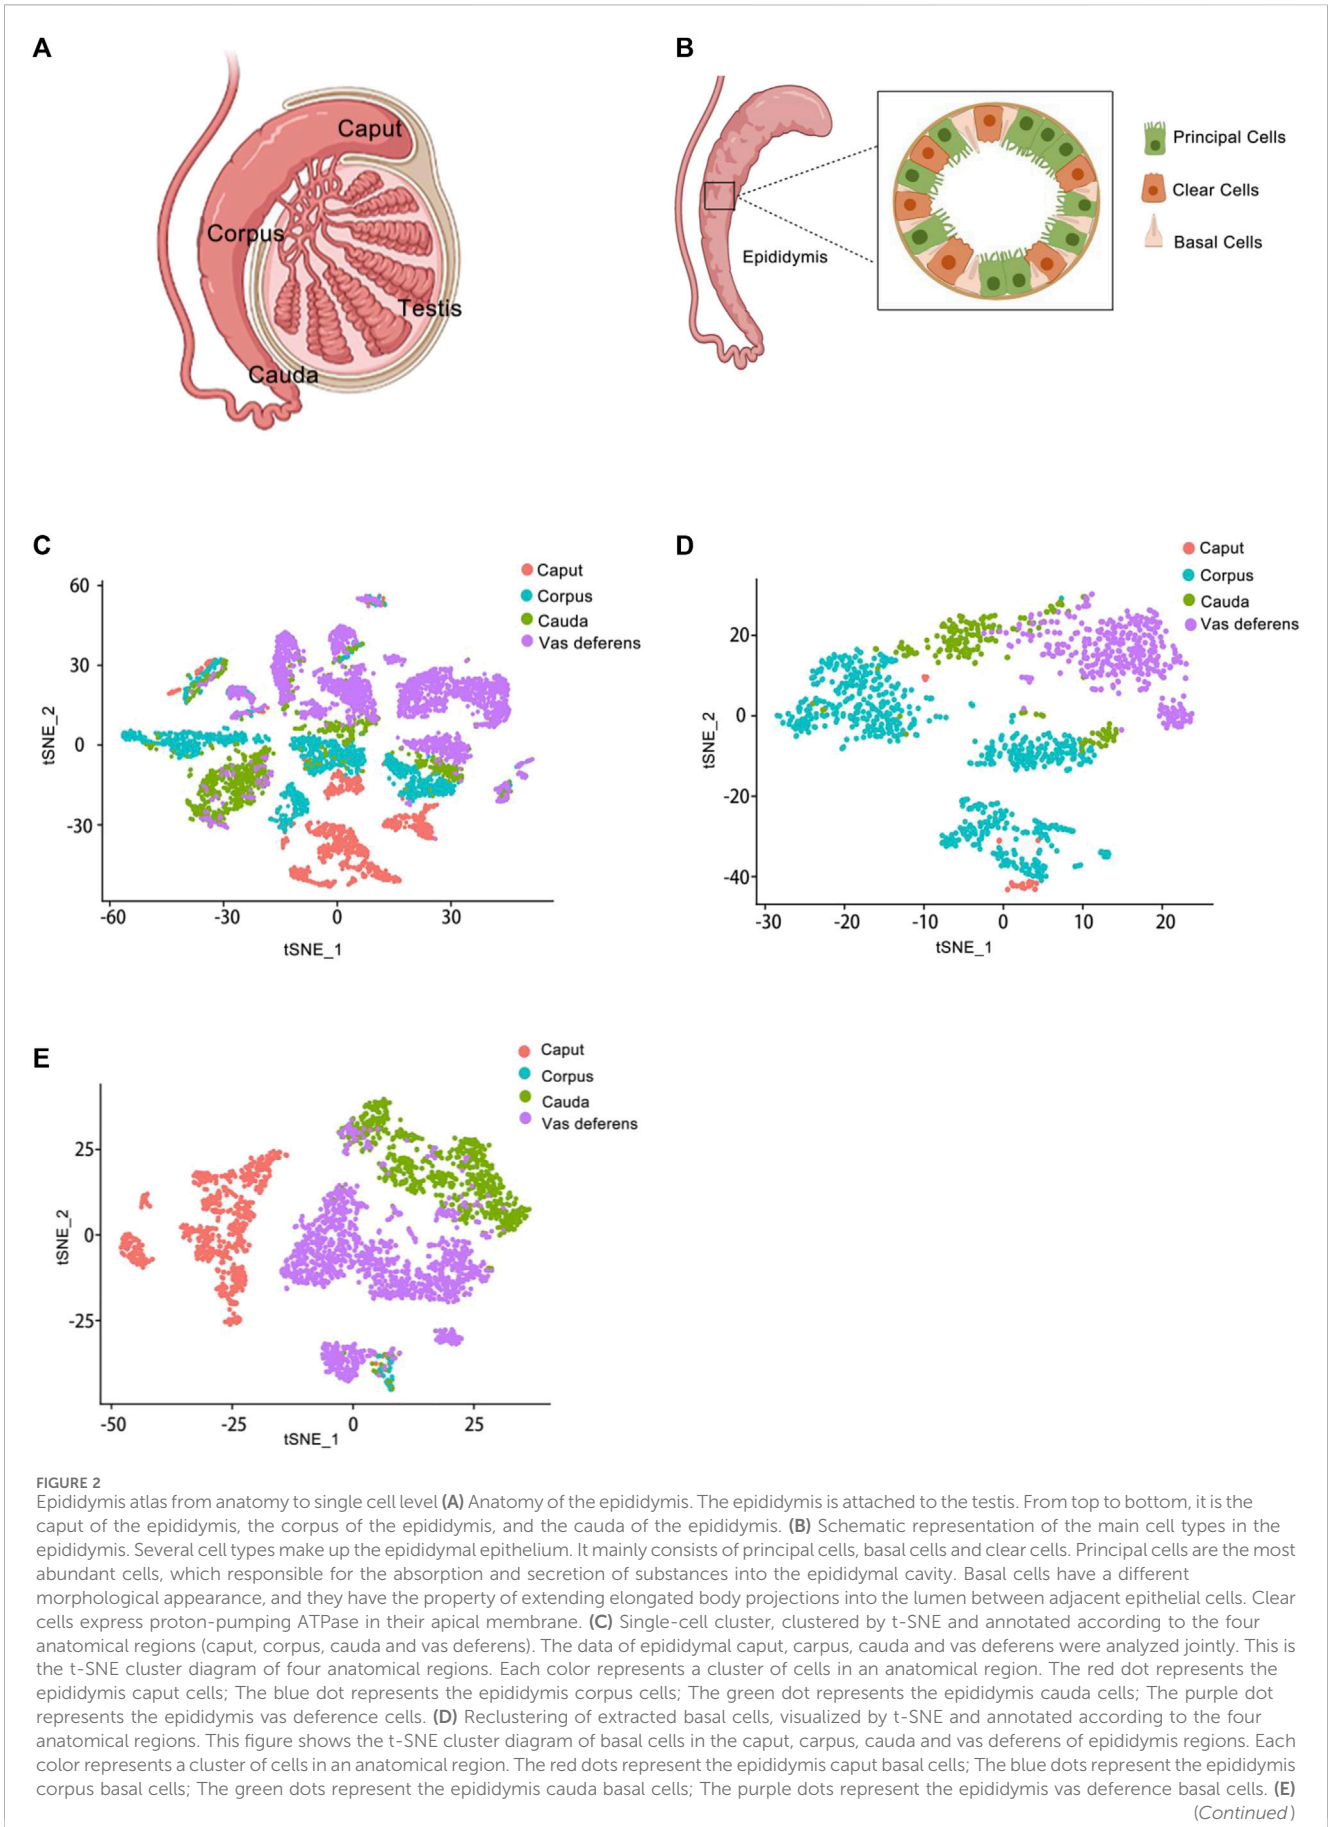 A
Caput
Corpus
Testis
Cauda
B
Epididymis
Principal Cells
Clear Cells
Basal Cells
C
Caput
Corpus
Cauda
Vas deferens
60
30
0
-30
tSNE_2
-60
-30
0
30
tSNE_1
D
Caput
Corpus
Cauda
Vas deferens
20
0
-20
-40
tSNE_2
-30
-20
-10
0
10
20
tSNE_1
E
Caput
Corpus
Cauda
Vas deferens
25
0
-25
tSNE_2
-50
-25
0
25
tSNE_1
FIGURE 2
Epididymis atlas from anatomy to single cell level (A) Anatomy of the epididymis. The epididymis is attached to the testis. From top to bottom, it is the
caput of the epididymis, the corpus of the epididymis, and the cauda of the epididymis. (B) Schematic representation of the main cell types in the
epididymis. Several cell types make up the epididymal epithelium. It mainly consists of principal cells, basal cells and clear cells. Principal cells are the most
abundant cells, which responsible for the absorption and secretion of substances into the epididymal cavity. Basal cells have a different
morphological appearance, and they have the property of extending elongated body projections into the lumen between adjacent epithelial cells. Clear
cells express proton-pumping ATPase in their apical membrane. (C) Single-cell cluster, clustered by t-SNE and annotated according to the four
anatomical regions (caput, corpus, cauda and vas deferens). The data of epididymal caput, carpus, cauda and vas deferens were analyzed jointly. This is
the t-SNE cluster diagram of four anatomical regions. Each color represents a cluster of cells in an anatomical region. The red dot represents the
epididymis caput cells; The blue dot represents the epididymis corpus cells; The green dot represents the epididymis cauda cells; The purple dot
represents the epididymis vas deference cells. (D) Reclustering of extracted basal cells, visualized by t-SNE and annotated according to the four
anatomical regions. This figure shows the t-SNE cluster diagram of basal cells in the caput, carpus, cauda and vas deferens of epididymis regions. Each
color represents a cluster of cells in an anatomical region. The red dots represent the epididymis caput basal cells; The blue dots represent the epididymis
corpus basal cells; The green dots represent the epididymis cauda basal cells; The purple dots represent the epididymis vas deference basal cells. (E)
(Continued)